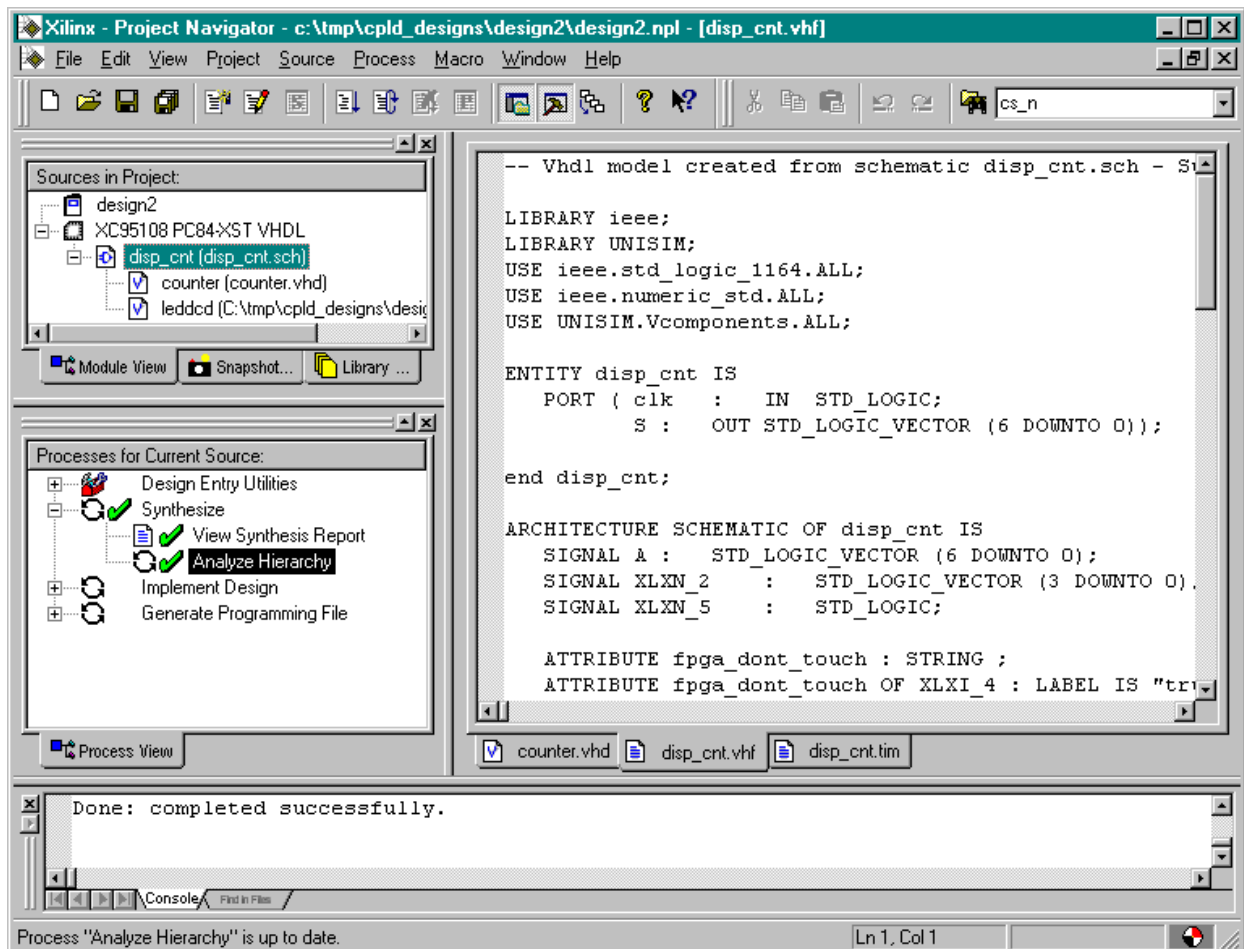 Xilinx - Project Navigator - c:\tmp\cpld_designs\design2\design2.npl - [disp_cnt.vhf]
File Edit View Project Source Process Macro Window Help
cs_n
Sources in Project:
design2
XC95108 PC84-XST VHDL
disp_cnt (disp_cnt.sch)
counter (counter.vhd)
leddcd (C:\tmp\cpld_designs\desig
Module View Snapshot... Library ...
Processes for Current Source:
Design Entry Utilities
Synthesize
View Synthesis Report
Analyze Hierarchy
Implement Design
Generate Programming File
Process View
-- Vhdl model created from schematic disp_cnt.sch - Su
LIBRARY ieee;
LIBRARY UNISIM;
USE ieee.std_logic_1164.ALL;
USE ieee.numeric_std.ALL;
USE UNISIM.Vcomponents.ALL;
ENTITY disp_cnt IS
PORT ( clk : IN STD_LOGIC;
S : OUT STD_LOGIC_VECTOR (6 DOWNTO 0));
end disp_cnt;
ARCHITECTURE SCHEMATIC OF disp_cnt IS
SIGNAL A : STD_LOGIC_VECTOR (6 DOWNTO 0);
SIGNAL XLXN_2 : STD_LOGIC_VECTOR (3 DOWNTO 0)
SIGNAL XLXN_5 : STD_LOGIC;
ATTRIBUTE fpga_dont_touch : STRING ;
ATTRIBUTE fpga_dont_touch OF XLXI_4 : LABEL IS "tru
counter.vhd disp_cnt.vhf disp_cnt.tim
Done: completed successfully.
Console Find in Files
Process "Analyze Hierarchy" is up to date. Ln 1, Col 1